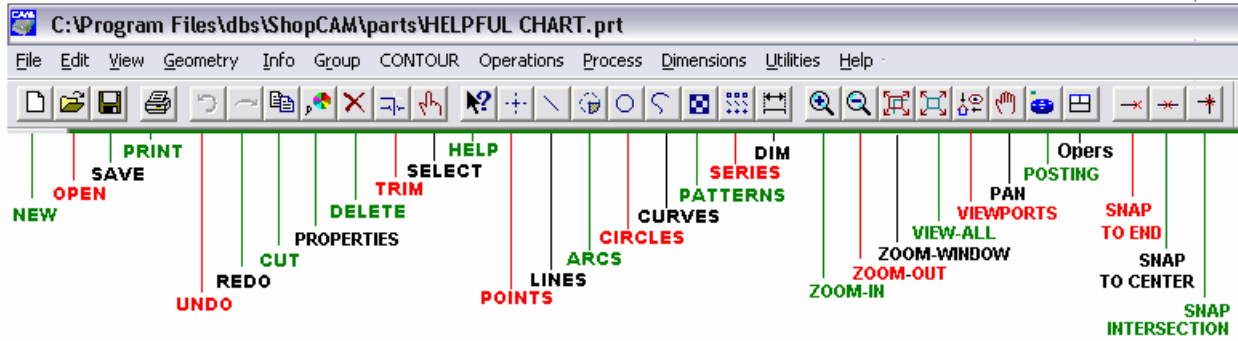 CAM
C:\Program Files\dbs\ShopCAM\parts\HELPFUL CHART.prt
File Edit View Geometry Info Group CONTOUR Operations Process Dimensions Utilities Help
PRINT HELP DIM Opers
SAVE SELECT SERIES POSTING
OPEN TRIM PATTERNS PAN
NEW DELETE CURVES VIEWPORTS SNAP
TO END
PROPERTIES CIRCLES VIEW-ALL
CUT ARCS ZOOM-WINDOW SNAP
TO CENTER
REDO LINES ZOOM-OUT
UNDO POINTS ZOOM-IN
SNAP
INTERSECTION